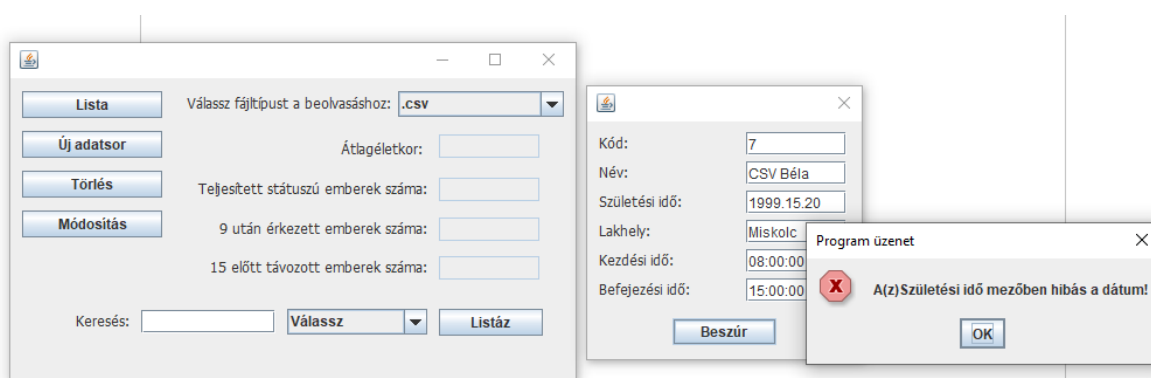 Lista
Válassz fájltípust a beolvasáshoz: .csv
Új adatsor
Átlagéletkor:
Törlés
Teljesített státuszú emberek száma:
Módosítás
9 után érkezett emberek száma:
15 előtt távozott emberek száma:
Keresés:
Válassz
Listáz
Kód: 7
Név: CSV Béla
Születési idő: 1999.15.20
Lakhely: Miskolc
Kezdési idő: 08:00:00
Befejezési idő: 15:00:00
Beszúr
Program üzenet
A(z)Születési idő mezőben hibás a dátum!
OK